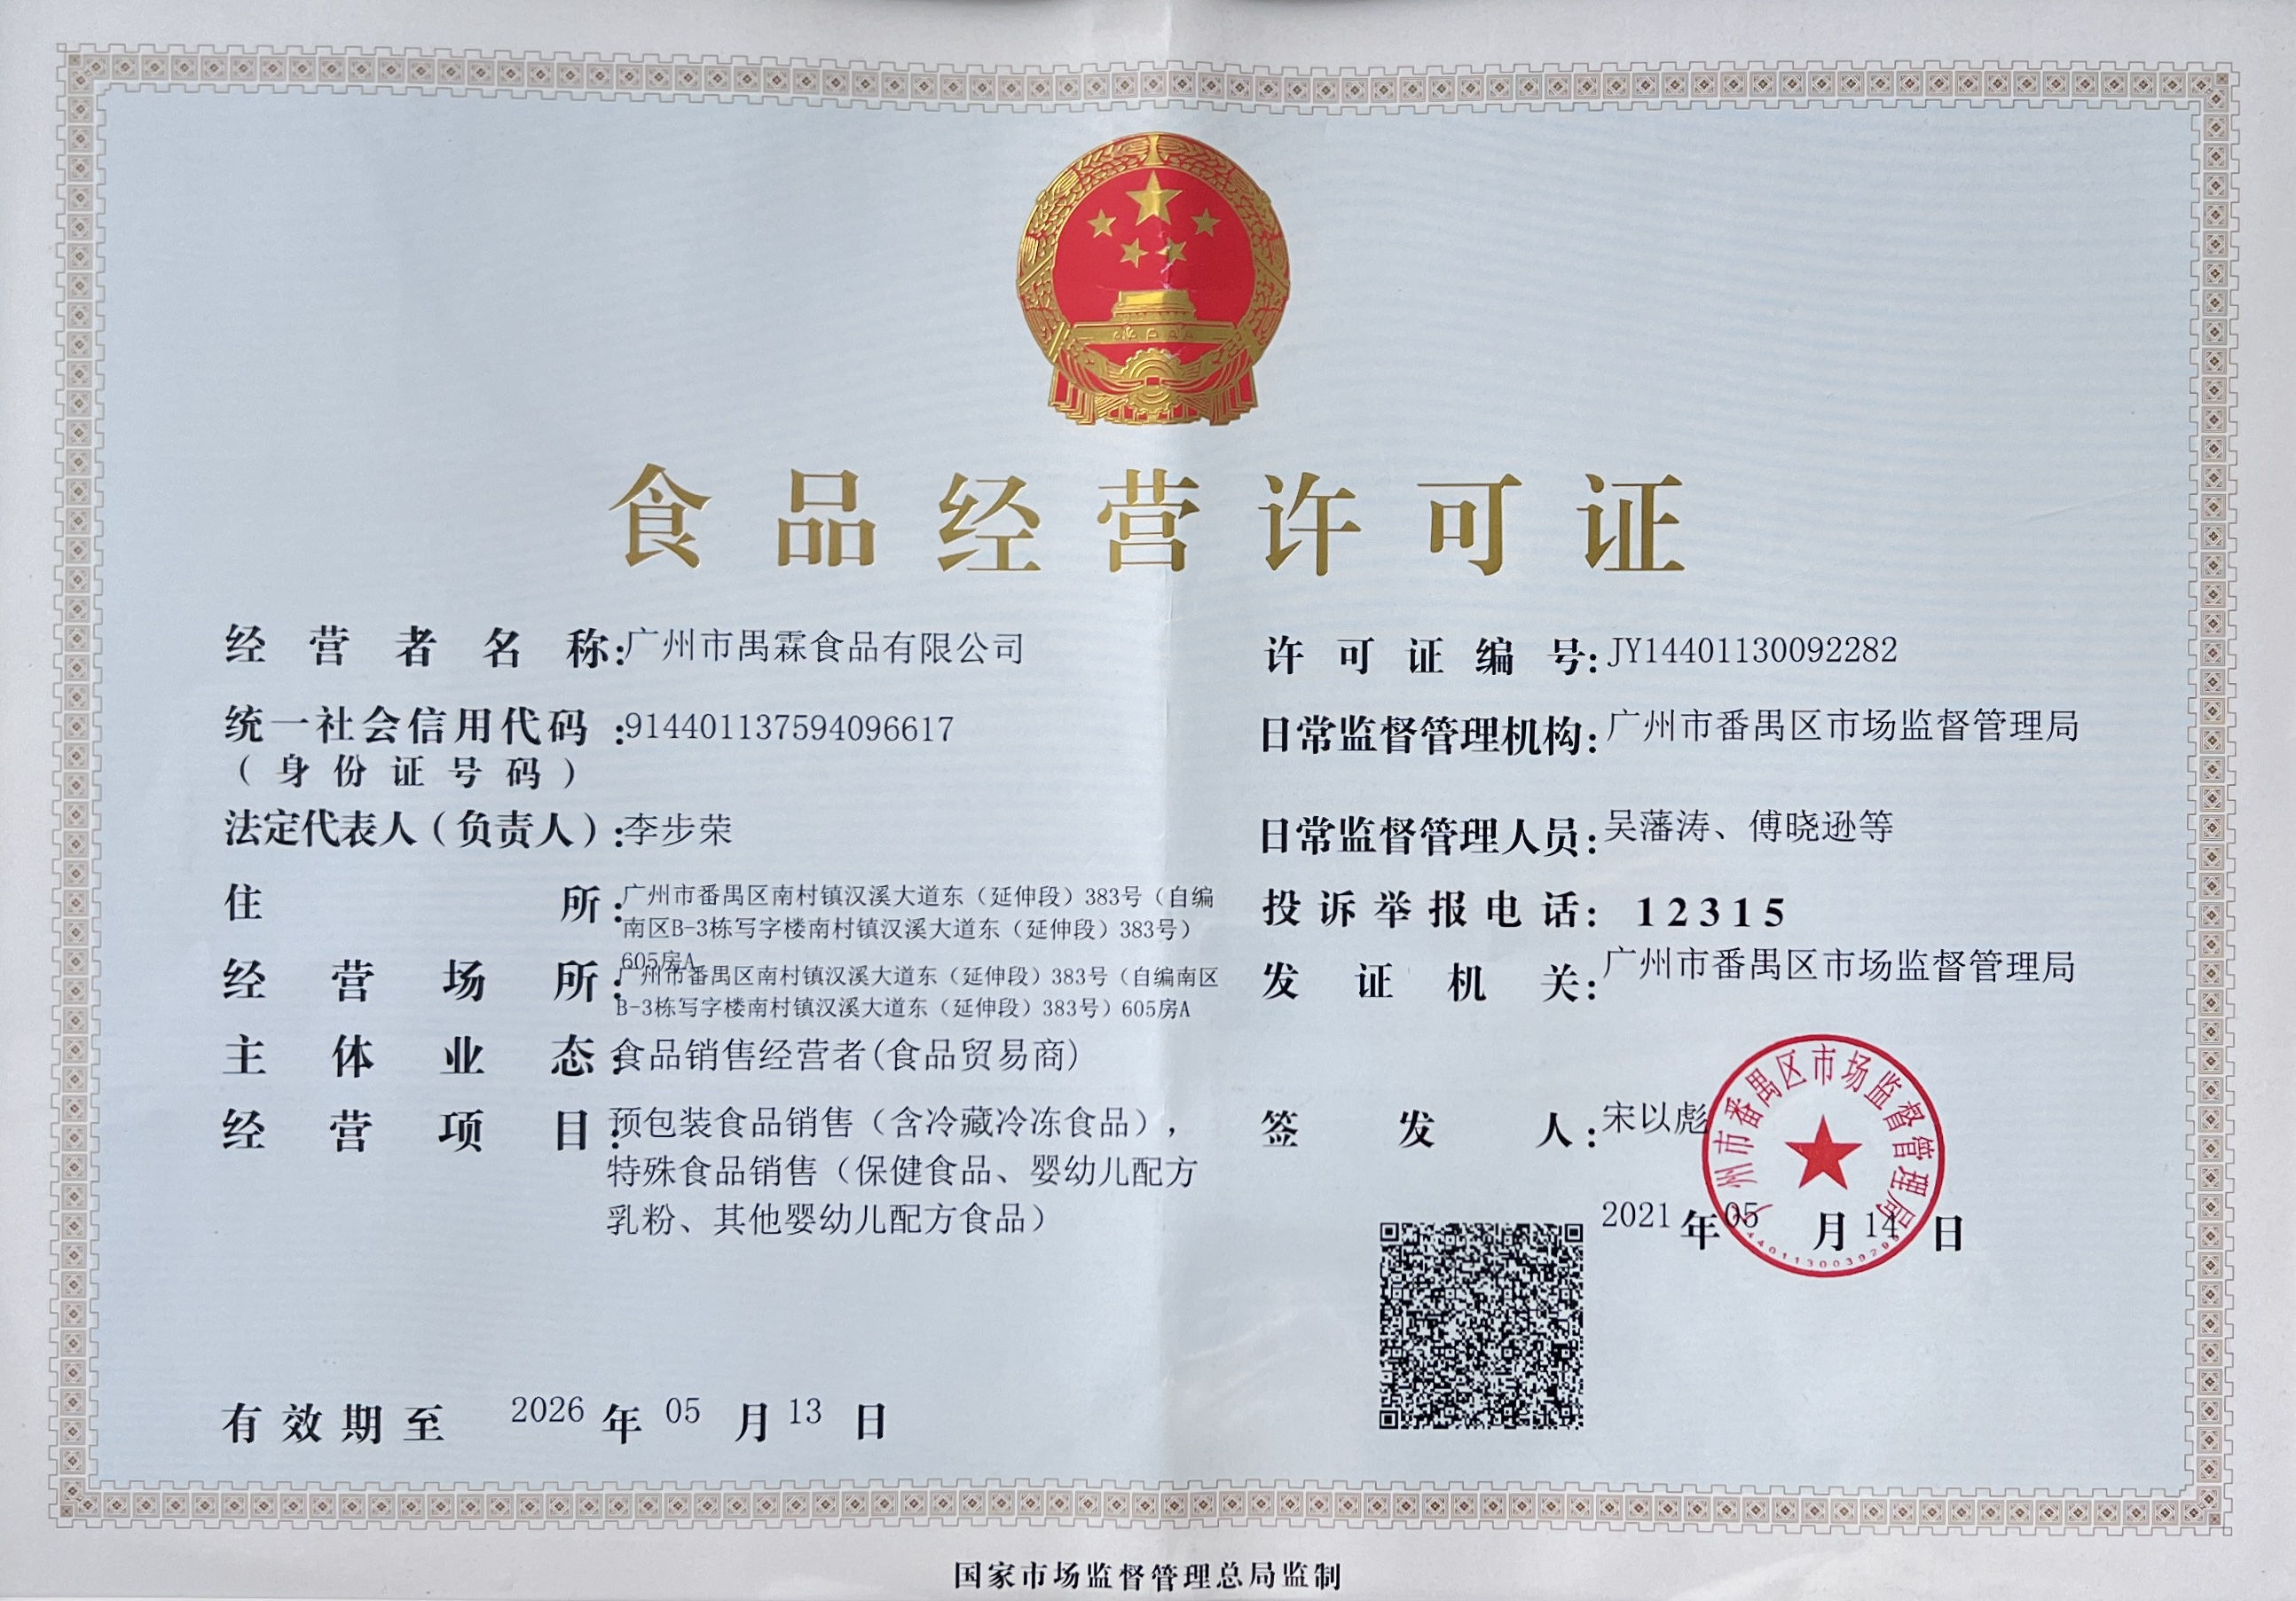 食品经营许可证
经营者名称:广州市禺霖食品有限公司
统一社会信用代码:914401137594096617
(身份证号码)
法定代表人(负责人):李步荣
住所:广州市番禺区南村镇汉溪大道东（延伸段）383号（自编
南区B-3栋写字楼南村镇汉溪大道东（延伸段）383号）
605房A
经营场所:广州市番禺区南村镇汉溪大道东（延伸段）383号（自编南区
B-3栋写字楼南村镇汉溪大道东（延伸段）383号）605房A
主体业态:食品销售经营者(食品贸易商)
经营项目:预包装食品销售（含冷藏冷冻食品），
特殊食品销售（保健食品、婴幼儿配方
乳粉、其他婴幼儿配方食品）
有效期至 2026年05月13日
许可证编号:JY14401130092282
日常监督管理机构:广州市番禺区市场监督管理局
日常监督管理人员:吴藩涛、傅晓逊等
投诉举报电话:12315
发证机关:广州市番禺区市场监督管理局
签发人:宋以彪
广州市番禺区市场监督管理局
2021年05月14日
国家市场监督管理总局监制